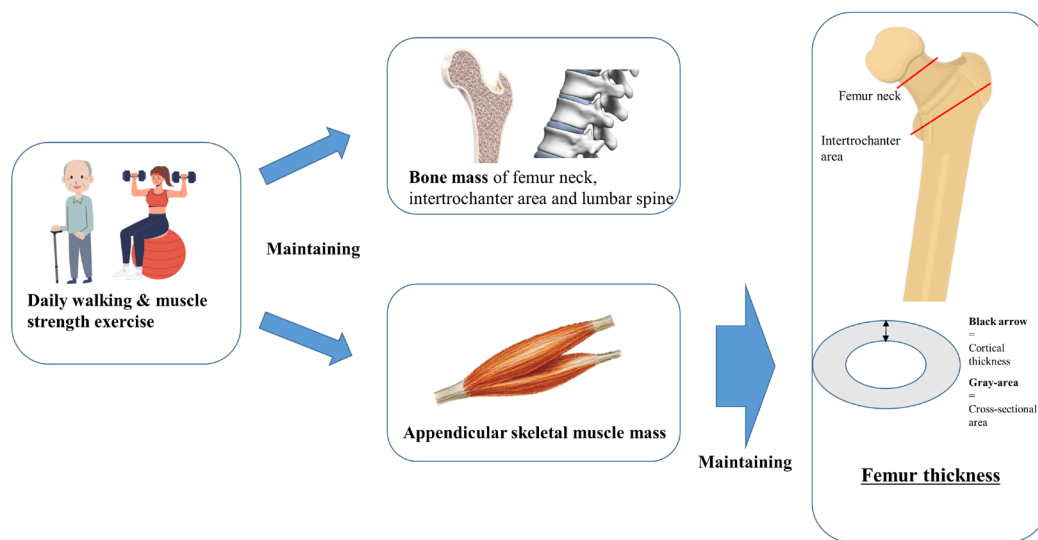 Daily walking & muscle
strength exercise
Maintaining
Bone mass of femur neck,
intertrochanter area and lumbar spine
Appendicular skeletal muscle mass
Maintaining
Femur neck
Intertrochanter
area
Black arrow
=
Cortical
thickness
Gray-area
=
Cross-sectional
area
Femur thickness